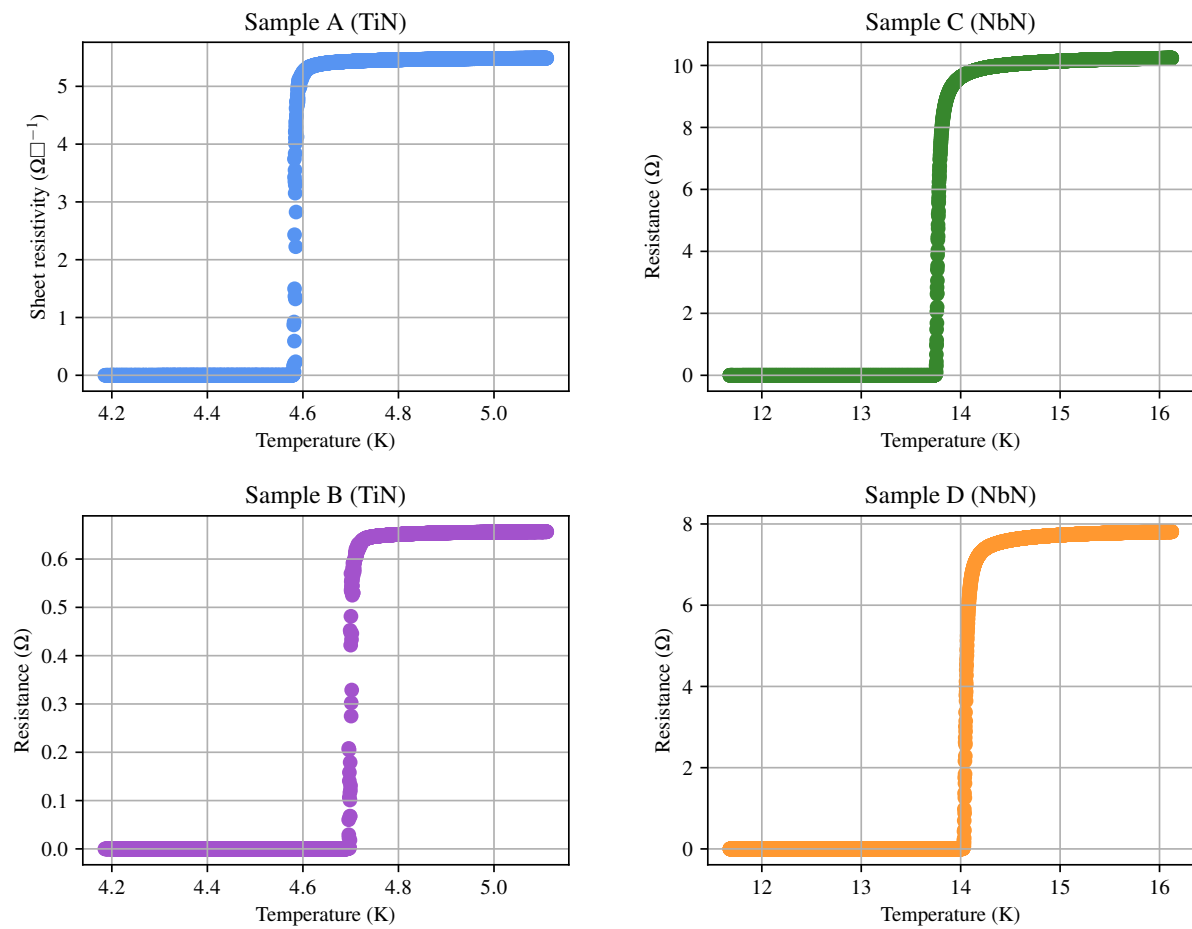 Sample A (TiN)
Sheet resistivity (Ω□⁻¹)
5
4
3
2
1
0
4.2 4.4 4.6 4.8 5.0
Temperature (K)
Sample C (NbN)
Resistance (Ω)
10
8
6
4
2
0
12 13 14 15 16
Temperature (K)
Sample B (TiN)
Resistance (Ω)
0.6
0.5
0.4
0.3
0.2
0.1
0.0
4.2 4.4 4.6 4.8 5.0
Temperature (K)
Sample D (NbN)
Resistance (Ω)
8
6
4
2
0
12 13 14 15 16
Temperature (K)